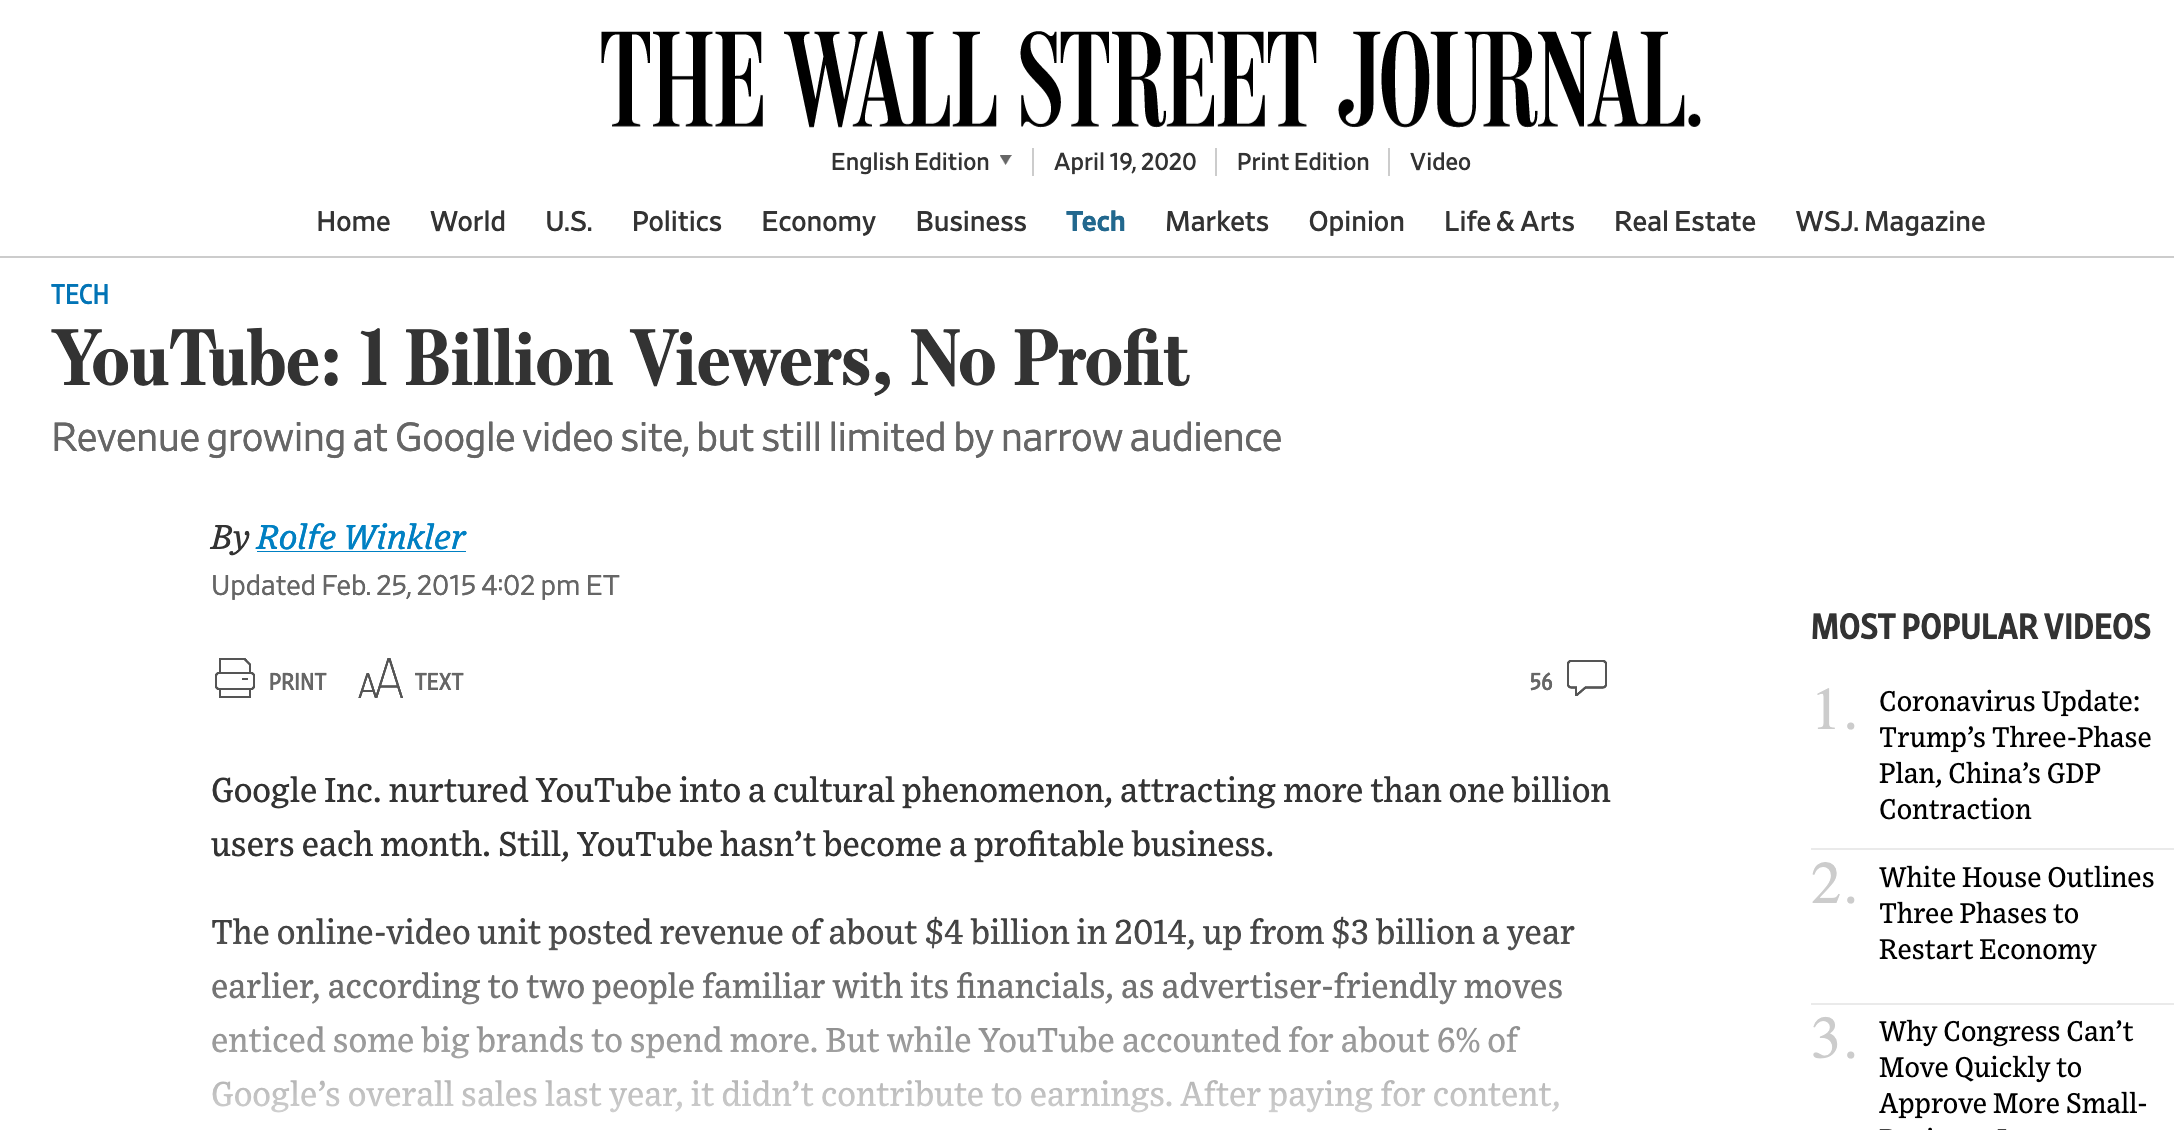 THE WALL STREET JOURNAL.
English Edition ▼ April 19, 2020 Print Edition Video
Home World U.S. Politics Economy Business Tech Markets Opinion Life & Arts Real Estate WSJ. Magazine
TECH
YouTube: 1 Billion Viewers, No Profit
Revenue growing at Google video site, but still limited by narrow audience
By Rolfe Winkler
Updated Feb. 25, 2015 4:02 pm ET
PRINT AA TEXT
56
Google Inc. nurtured YouTube into a cultural phenomenon, attracting more than one billion
users each month. Still, YouTube hasn’t become a profitable business.
The online-video unit posted revenue of about $4 billion in 2014, up from $3 billion a year
earlier, according to two people familiar with its financials, as advertiser-friendly moves
enticed some big brands to spend more. But while YouTube accounted for about 6% of
Google’s overall sales last year, it didn’t contribute to earnings. After paying for content,
MOST POPULAR VIDEOS
1. Coronavirus Update:
Trump’s Three-Phase
Plan, China’s GDP
Contraction
2. White House Outlines
Three Phases to
Restart Economy
3. Why Congress Can’t
Move Quickly to
Approve More Small-